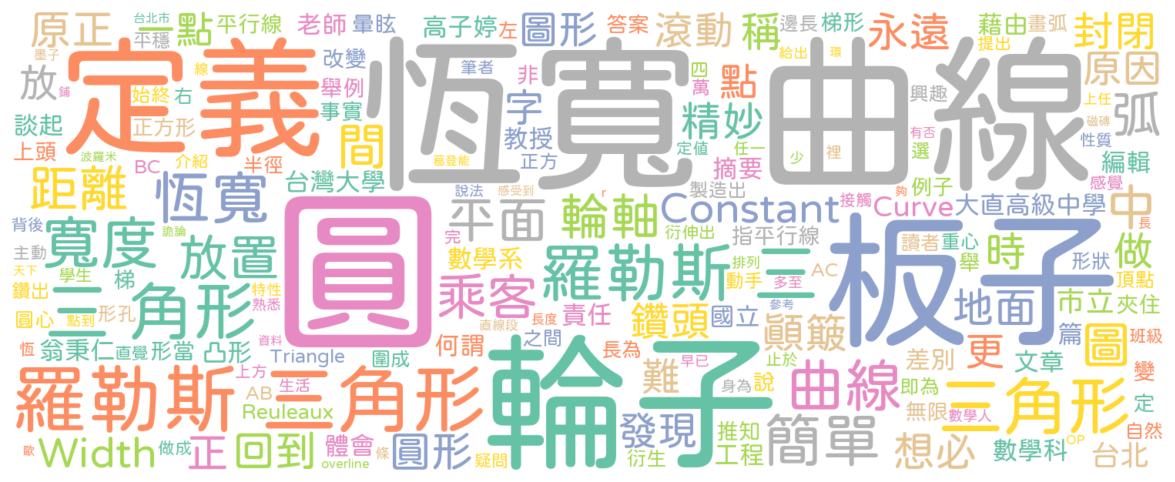 台北市 一點 平行線 老師 暈眩 高子婷 左 圖形 答案 滾動 稱 邊長 梯形 永遠 藉由 畫弧 封閉
原正 平穩 墨子 定義 改變 恆寬曲線 筆者 非 四 點 提出 給出 環 原因
放 鋪 線 始終 右 舉例 事實 字 萬 精妙 興趣 上任 磁磚 弧
談起 正方形 間 教授 正方 定值 任一 有否 選 性質
上頭 波羅米 BC 介紹 半徑 意發能 摘要 少 裡 編輯
距離 恆寬 台灣大學 說法 感受到 r 製造出 例子 感覺
背後 詭論 圓 平面 完 輪軸 Constant 接觸 夠 Curve 大直高級中學 中 長
寬度 放置 衍伸出 指平行線 讀者 重心 時 做
主動 天下 學生 梯 數學系 羅勒斯三 排列 AC 板子 舉 形狀 頂點
鑽出 三角形 特性 熟悉 乘客 動手 多至 地面 市立 夾住
圓心 點到 形孔 直線段 長度 責任 鑽頭 國立 參考 顚簸 篇 圖 班級
恆 翁秉仁 直覺 形當 凸形 圍成 何謂 之間 更 文章
資料 Triangle 輪子 長為 早已 難 止於 差別 變
羅勒斯三角形 上方 生活 AB 身為 說 曲線 即為 三角形 定
Reuleaux 發現 簡單 無限 數學人 自然
歐 Width 做成 正 回到 體會 overline 條 圓形 疑問 推知 衍生 工程 想必 數學科 OP 台北